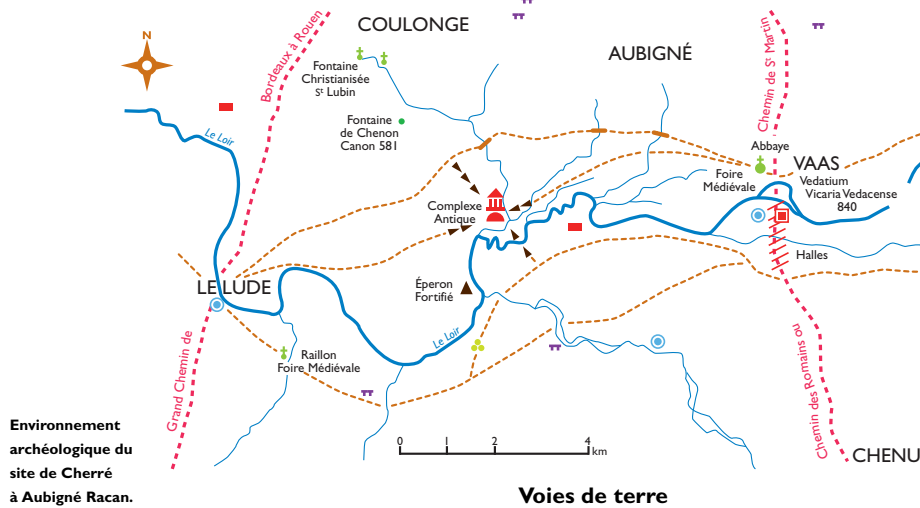 COULONGE
N
Bordeaux à Rouen
Chemin de Sᵗ Martin
AUBIGNÉ
Fontaine
Christianisée
Sᵗ Lubin
Le Loir
Fontaine
de Chenon
Canon 581
Abbaye
VAAS
Foire
Médiévale
Vedatium
Vicaria Vedacense
840
Complexe
Antique
Halles
LE LUDE
Éperon
Fortifié
Le Loir
Raillon
Foire Médiévale
Grand Chemin de
Chemin des Romains ou
Environnement
archéologique du
site de Cherré
à Aubigné Racan.
0 1 2 4
km
CHENU
Voies de terre